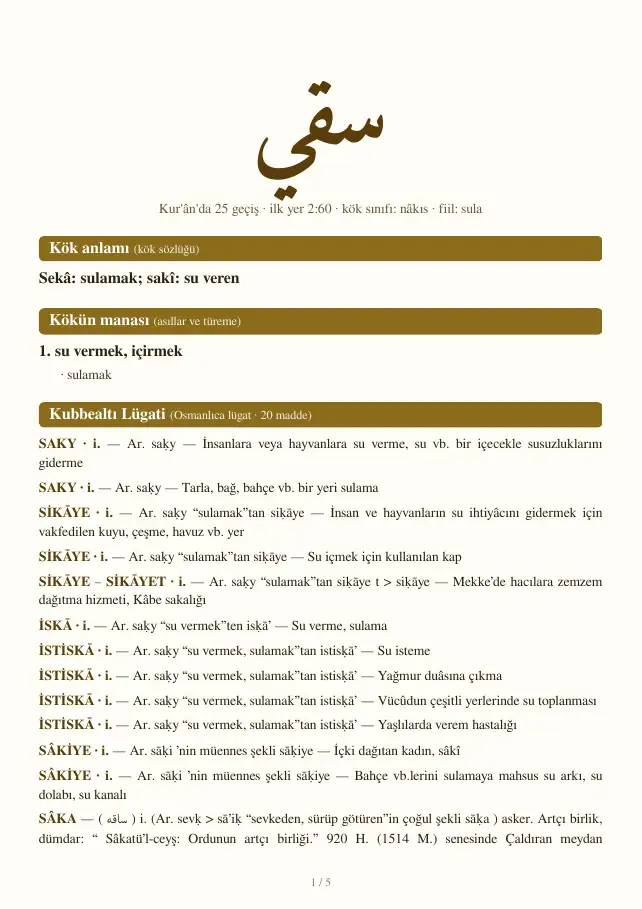 سقي
Kur'ân'da 25 geçiş · ilk yer 2:60 · kök sınıfı: nâkıs · fiil: sula
Kök anlamı (kök sözlüğü)
Sekâ: sulamak; sakî: su veren
Kökün manası (asıllar ve türeme)
1. su vermek, içirmek
· sulamak
Kubbealtı Lügati (Osmanlıca lügat · 20 madde)
SAKY · i. — Ar. saḳy — İnsanlara veya hayvanlara su verme, su vb. bir içecekle susuzluklarını
giderme
SAKY · i. — Ar. saḳy — Tarla, bağ, bahçe vb. bir yeri sulama
SİKĀYE · i. — Ar. saḳy “sulamak”tan siḳāye — İnsan ve hayvanların su ihtiyâcını gidermek için
vakfedilen kuyu, çeşme, havuz vb. yer
SİKĀYE · i. — Ar. saḳy “sulamak”tan siḳāye — Su içmek için kullanılan kap
SİKĀYE – SİKĀYET · i. — Ar. saḳy “sulamak”tan siḳāye t > siḳāye — Mekke’de hacılara zemzem
dağıtma hizmeti, Kâbe sakalığı
İSKĀ · i. — Ar. saḳy “su vermek”ten isḳā’ — Su verme, sulama
İSTİSKĀ · i. — Ar. saḳy “su vermek, sulamak”tan istisḳā’ — Su isteme
İSTİSKĀ · i. — Ar. saḳy “su vermek, sulamak”tan istisḳā’ — Yağmur duâsına çıkma
İSTİSKĀ · i. — Ar. saḳy “su vermek, sulamak”tan istisḳā’ — Vücûdun çeşitli yerlerinde su toplanması
İSTİSKĀ · i. — Ar. saḳy “su vermek, sulamak”tan istisḳā’ — Yaşlılarda verem hastalığı
SÂKİYE · i. — Ar. sāḳі ’nin müennes şekli sāḳiye — İçki dağıtan kadın, sâkî
SÂKİYE · i. — Ar. sāḳі ’nin müennes şekli sāḳiye — Bahçe vb.lerini sulamaya mahsus su arkı, su
dolabı, su kanalı
SÂKA — ( ساقه ) i. (Ar. sevḳ > sā’iḳ “sevkeden, sürüp götüren”in çoğul şekli sāḳa ) asker. Artçı birlik,
dümdar: “ Sâkatü’l-ceyş: Ordunun artçı birliği.” 920 H. (1514 M.) senesinde Çaldıran meydan
1 / 5